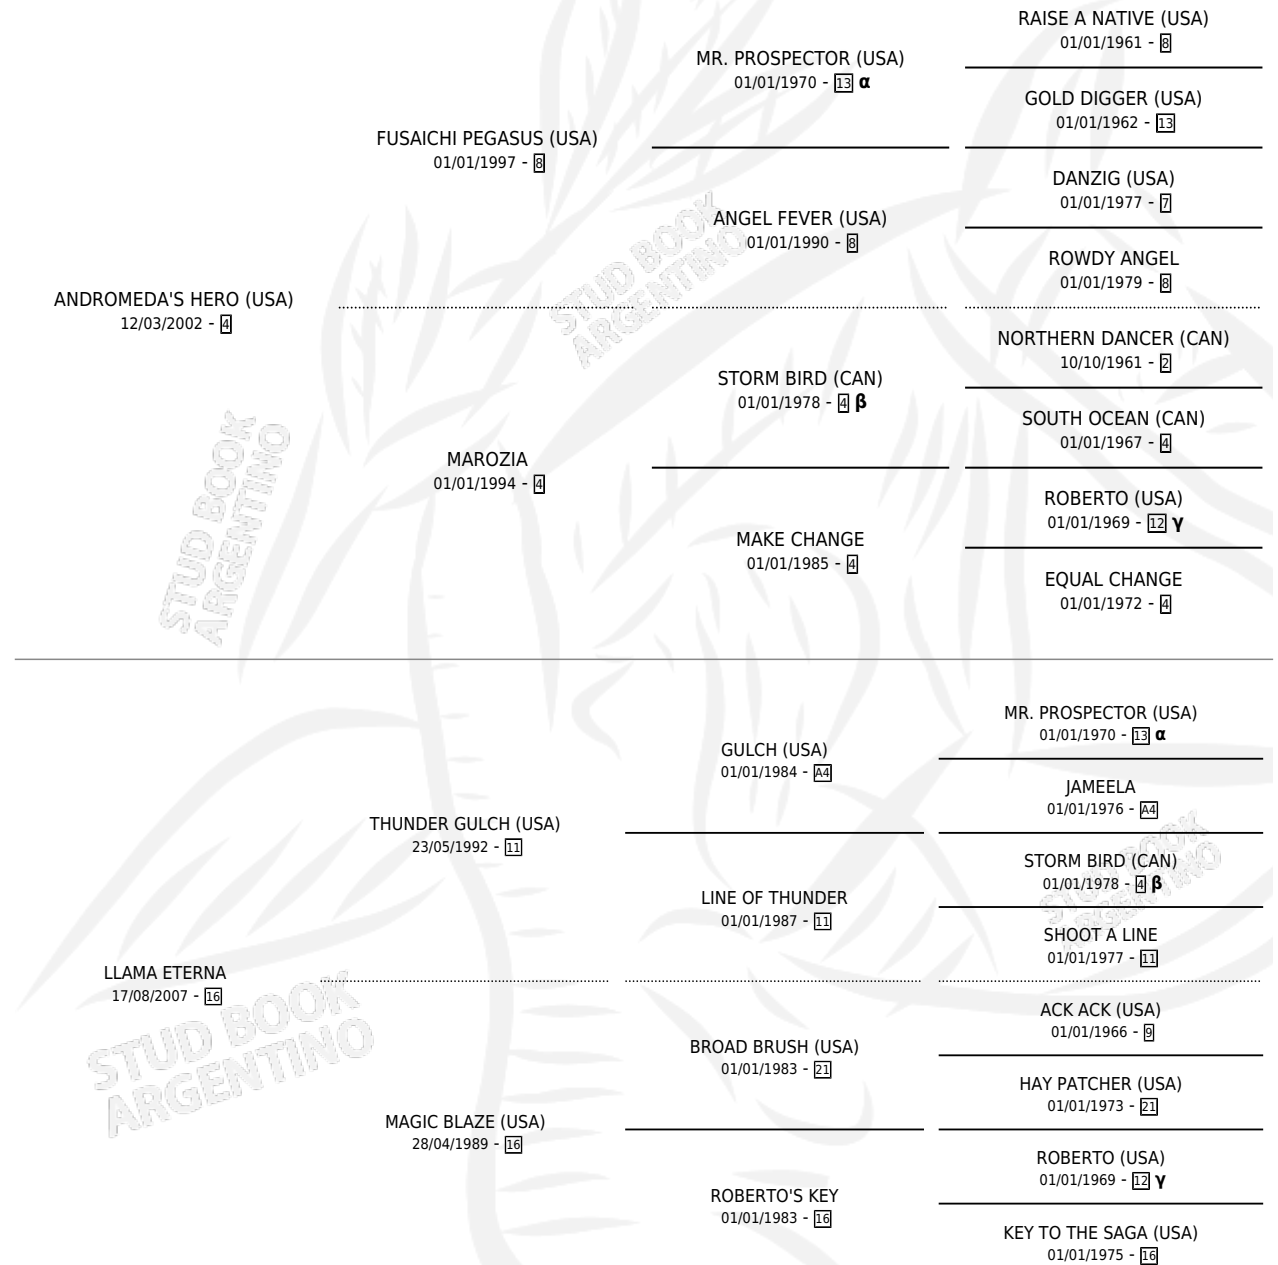 RAISE A NATIVE (USA)
01/01/1961 - 8
MR. PROSPECTOR (USA)
01/01/1970 - 13 α
GOLD DIGGER (USA)
01/01/1962 - 13
FUSAICHI PEGASUS (USA)
01/01/1997 - 8
DANZIG (USA)
01/01/1977 - 7
ANGEL FEVER (USA)
01/01/1990 - 8
ROWDY ANGEL
01/01/1979 - 8
STUD BOOK
ARGENTINO
ANDROMEDA'S HERO (USA)
12/03/2002 - 4
NORTHERN DANCER (CAN)
10/10/1961 - 2
STORM BIRD (CAN)
01/01/1978 - 4 β
SOUTH OCEAN (CAN)
01/01/1967 - 4
STUD BOOK
ARGENTINO
MAROZIA
01/01/1994 - 4
ROBERTO (USA)
01/01/1969 - 12 γ
MAKE CHANGE
01/01/1985 - 4
EQUAL CHANGE
01/01/1972 - 4
MR. PROSPECTOR (USA)
01/01/1970 - 13 α
GULCH (USA)
01/01/1984 - A4
JAMEELA
01/01/1976 - A4
THUNDER GULCH (USA)
23/05/1992 - 11
STORM BIRD (CAN)
01/01/1978 - 4 β
STUD BOOK
ARGENTINO
LINE OF THUNDER
01/01/1987 - 11
SHOOT A LINE
01/01/1977 - 11
LLAMA ETERNA
17/08/2007 - 16
STUD BOOK
ARGENTINO
ACK ACK (USA)
01/01/1966 - 9
BROAD BRUSH (USA)
01/01/1983 - 21
HAY PATCHER (USA)
01/01/1973 - 21
MAGIC BLAZE (USA)
28/04/1989 - 16
ROBERTO (USA)
01/01/1969 - 12 γ
ROBERTO'S KEY
01/01/1983 - 16
KEY TO THE SAGA (USA)
01/01/1975 - 16